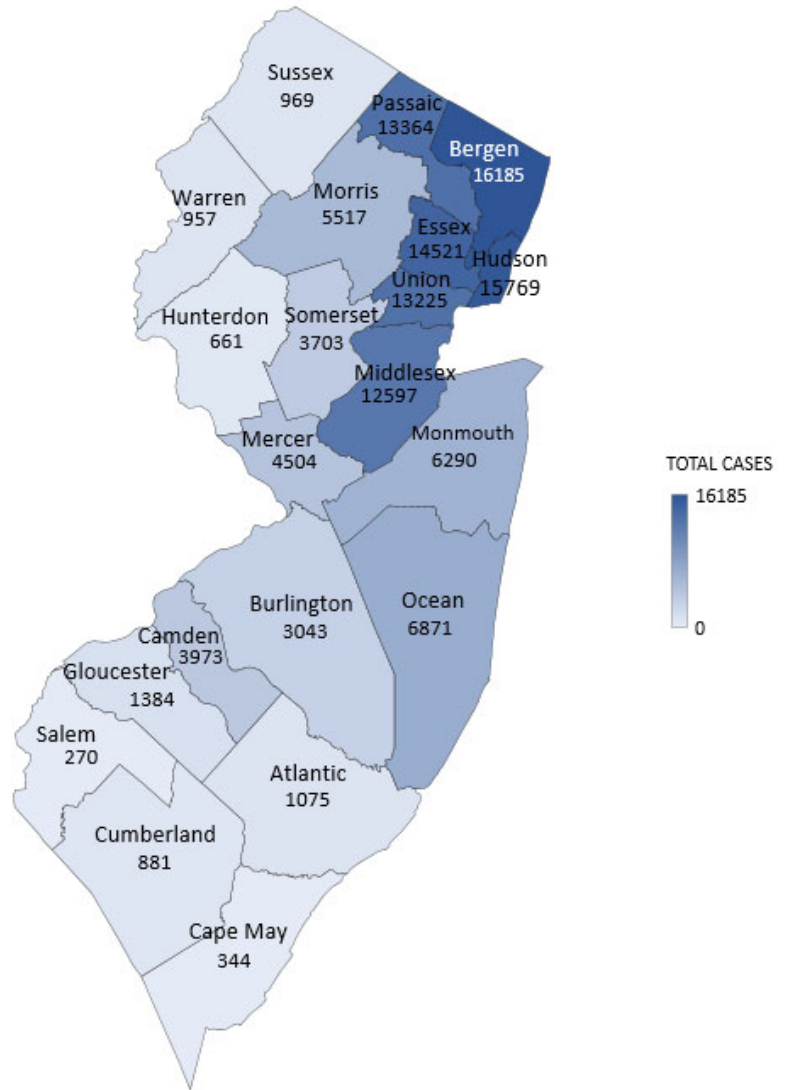 Sussex
969
Passaic
13364
Bergen
16185
Warren
957
Morris
5517
Essex
14521
Hudson
15769
Union
13225
Hunterdon
661
Somerset
3703
Middlesex
12597
Mercer
4504
Monmouth
6290
TOTAL CASES
16185
0
Burlington
3043
Ocean
6871
Camden
3973
Gloucester
1384
Salem
270
Atlantic
1075
Cumberland
881
Cape May
344